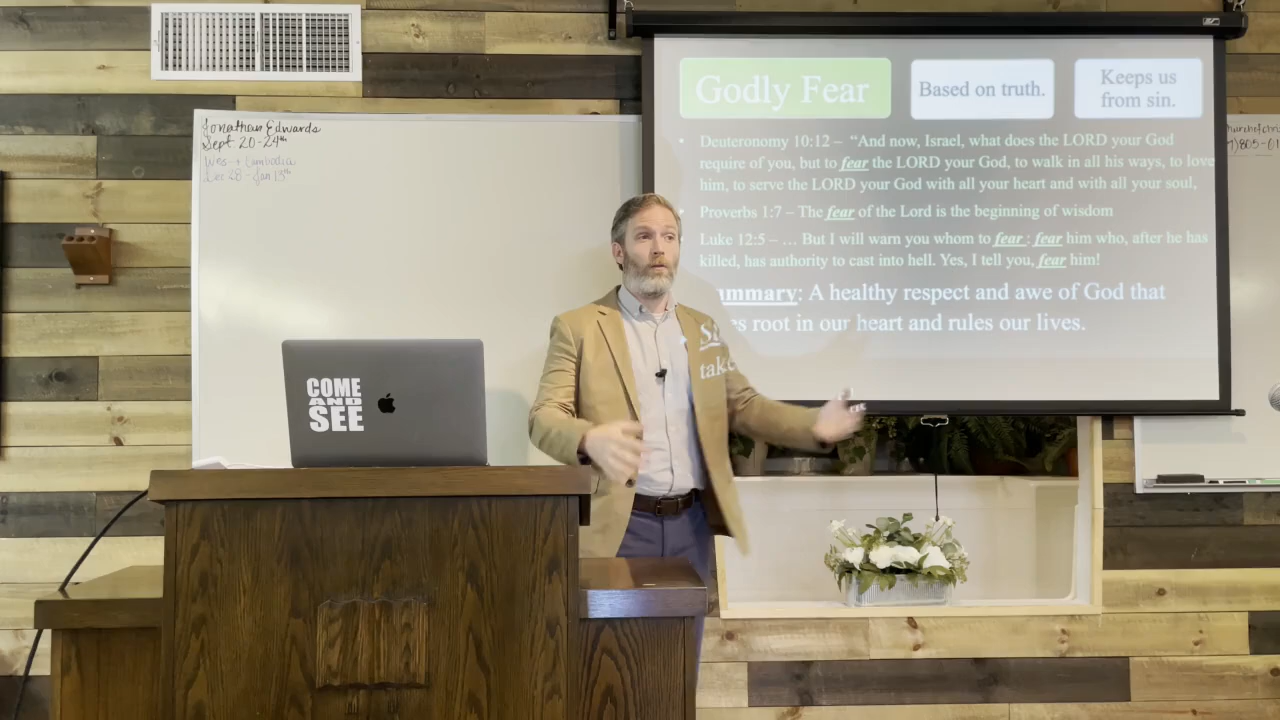 Jonathan Edwards
Sept 20-24th
Dec 28 - Jan 13th
COME
AND
SEE
Godly Fear
Based on truth.
Keeps us
from sin.
• Deuteronomy 10:12 – “And now, Israel, what does the LORD your God
require of you, but to fear the LORD your God, to walk in all his ways, to love
him, to serve the LORD your God with all your heart and with all your soul,
Proverbs 1:7 – The fear of the Lord is the beginning of wisdom
Luke 12:5 – … But I will warn you whom to fear : fear him who, after he has
killed, has authority to cast into hell. Yes, I tell you, fear him!
Summary: A healthy respect and awe of God that
takes root in our heart and rules our lives.